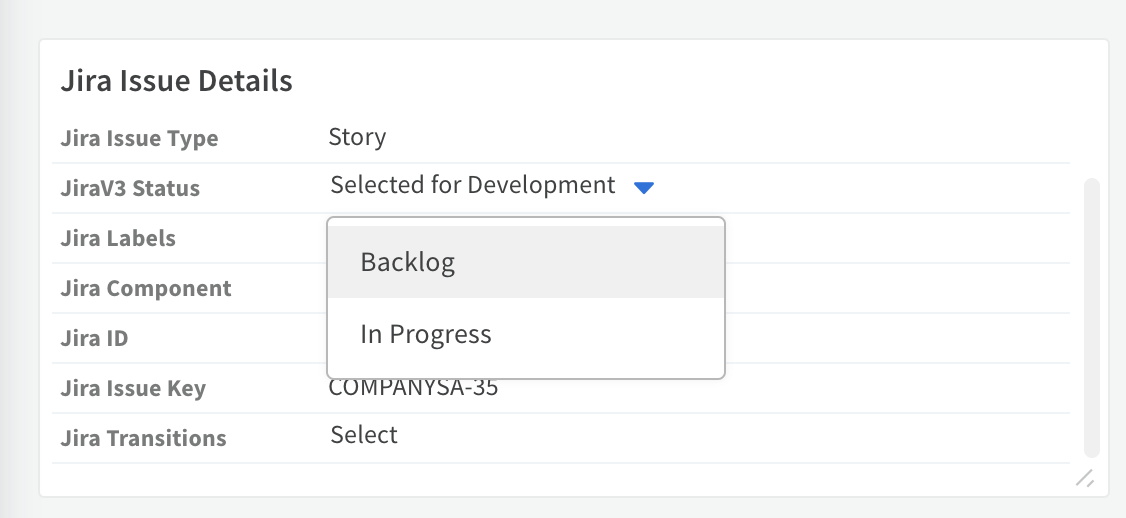 Jira Issue Details
Jira Issue Type Story
JiraV3 Status Selected for Development
Jira Labels
Backlog
Jira Component
In Progress
Jira ID
Jira Issue Key COMPANYSA-35
Jira Transitions Select